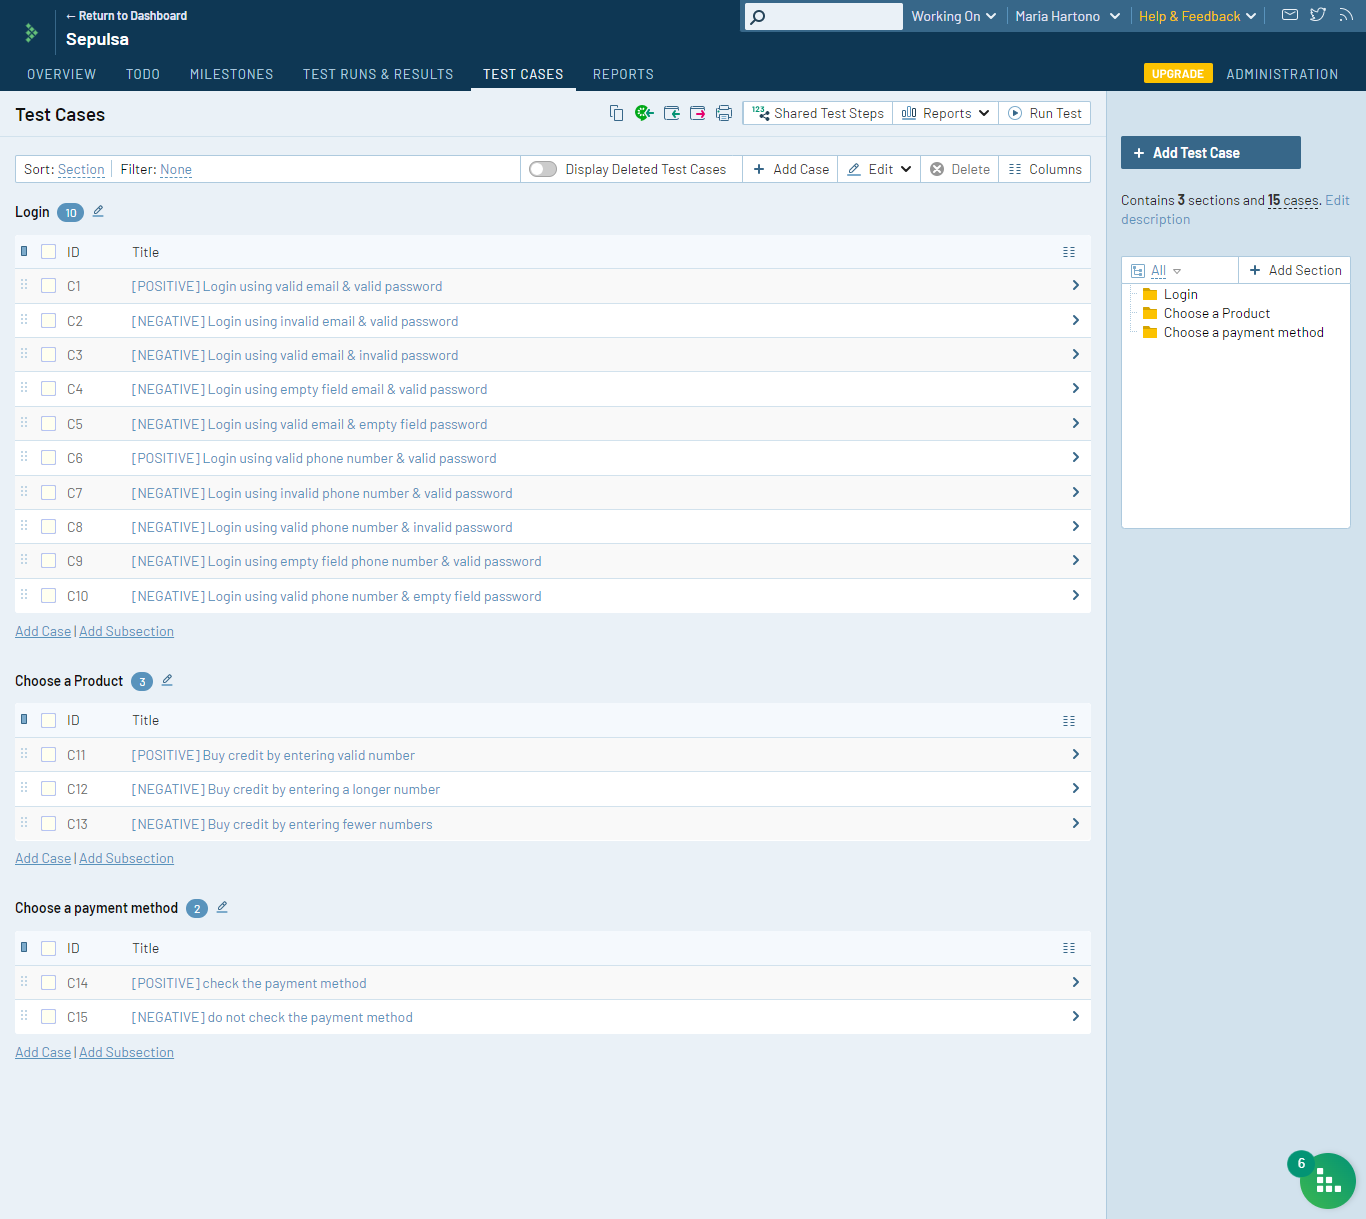 ← Return to Dashboard
Sepulsa
Working On
Maria Hartono
Help & Feedback
OVERVIEW TODO MILESTONES TEST RUNS & RESULTS TEST CASES REPORTS
UPGRADE ADMINISTRATION
Test Cases
123 Shared Test Steps Reports Run Test
Sort: Section Filter: None
Display Deleted Test Cases + Add Case Edit Delete Columns
Login 10
ID Title
C1 [POSITIVE] Login using valid email & valid password
C2 [NEGATIVE] Login using invalid email & valid password
C3 [NEGATIVE] Login using valid email & invalid password
C4 [NEGATIVE] Login using empty field email & valid password
C5 [NEGATIVE] Login using valid email & empty field password
C6 [POSITIVE] Login using valid phone number & valid password
C7 [NEGATIVE] Login using invalid phone number & valid password
C8 [NEGATIVE] Login using valid phone number & invalid password
C9 [NEGATIVE] Login using empty field phone number & valid password
C10 [NEGATIVE] Login using valid phone number & empty field password
Add Case | Add Subsection
Choose a Product 3
ID Title
C11 [POSITIVE] Buy credit by entering valid number
C12 [NEGATIVE] Buy credit by entering a longer number
C13 [NEGATIVE] Buy credit by entering fewer numbers
Add Case | Add Subsection
Choose a payment method 2
ID Title
C14 [POSITIVE] check the payment method
C15 [NEGATIVE] do not check the payment method
Add Case | Add Subsection
+ Add Test Case
Contains 3 sections and 15 cases. Edit
description
All + Add Section
Login
Choose a Product
Choose a payment method
6